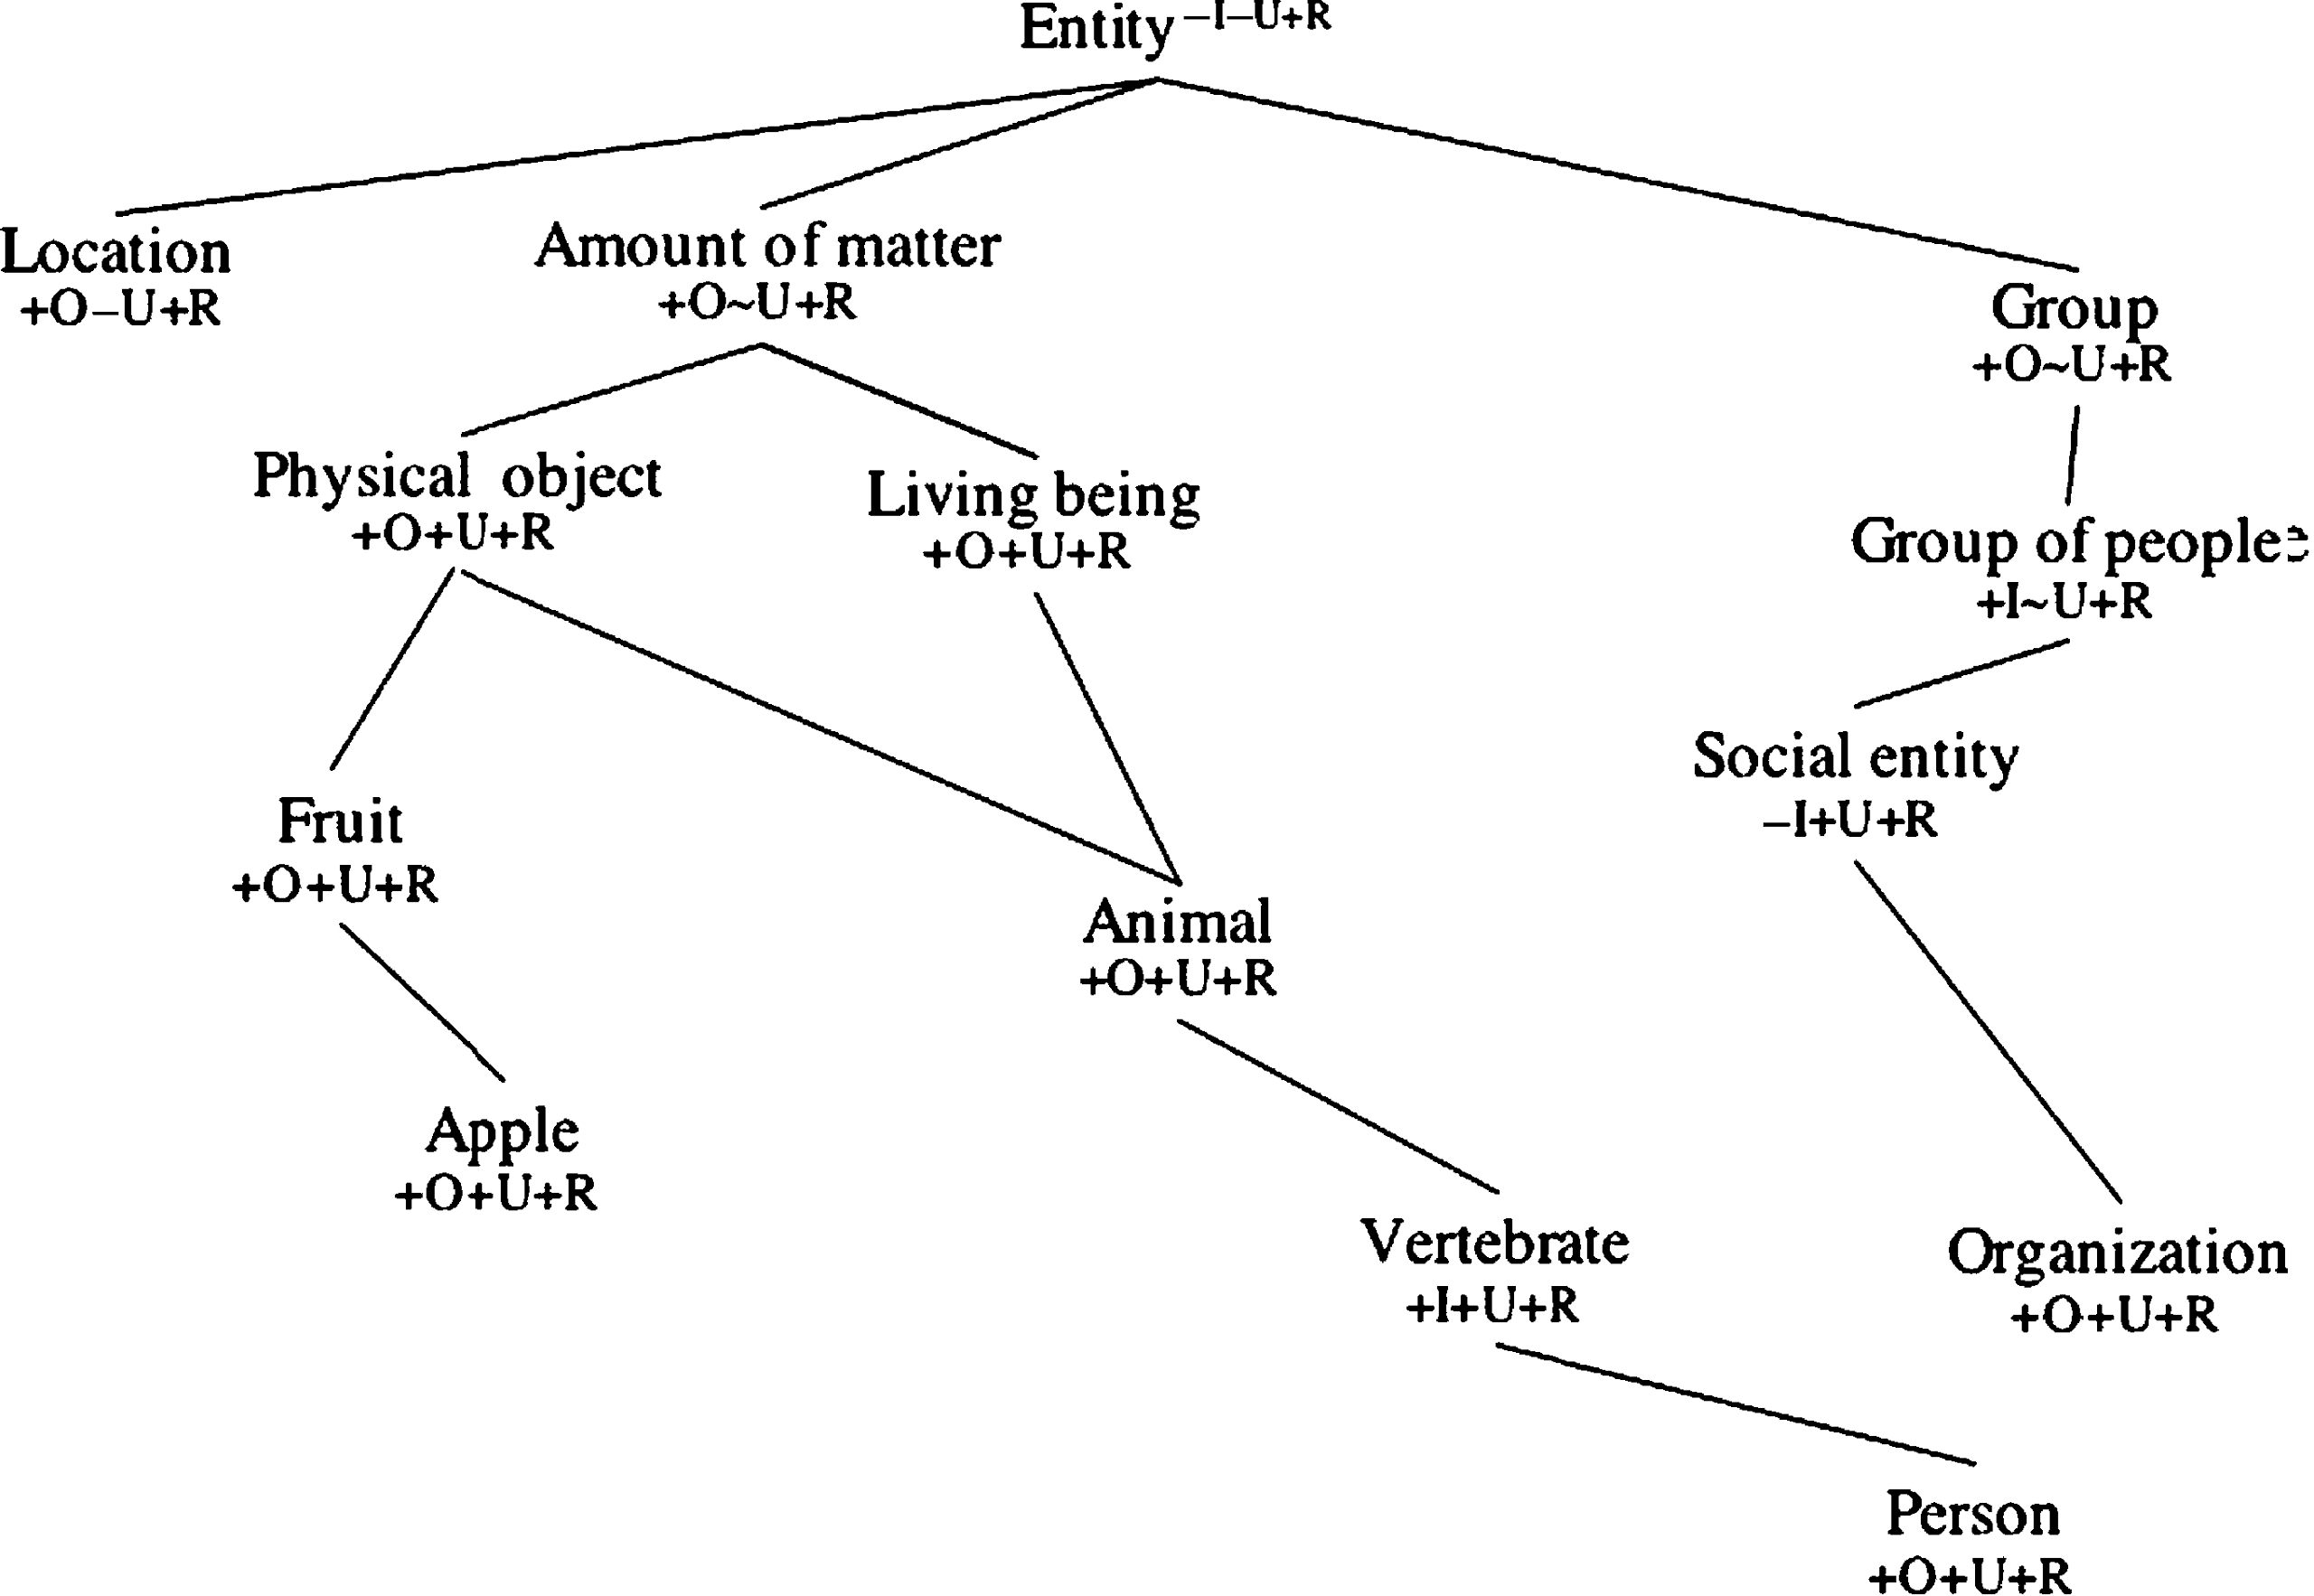 Entity –I–U+R
Location
+O–U+R
Amount of matter
+O~U+R
Group
+O~U+R
Physical object
+O+U+R
Living being
+O+U+R
Group of people
+I~U+R
Social entity
–I+U+R
Fruit
+O+U+R
Animal
+O+U+R
Apple
+O+U+R
Vertebrate
+I+U+R
Organization
+O+U+R
Person
+O+U+R